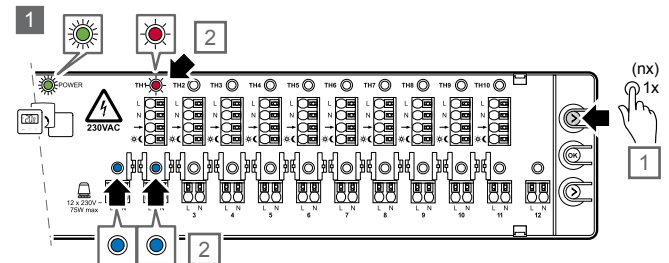 1
2
(nx)
1x
POWER
TH1 TH2 TH3 TH4 TH5 TH6 TH7 TH8 TH9 TH10
230VAC
L L L L L L L L L L
N N N N N N N N N N
OK
1
12 x 230V ~
75W max
L N L N L N L N L N L N L N L N L N L N L N L N
3 4 5 6 7 8 9 10 11 12
2